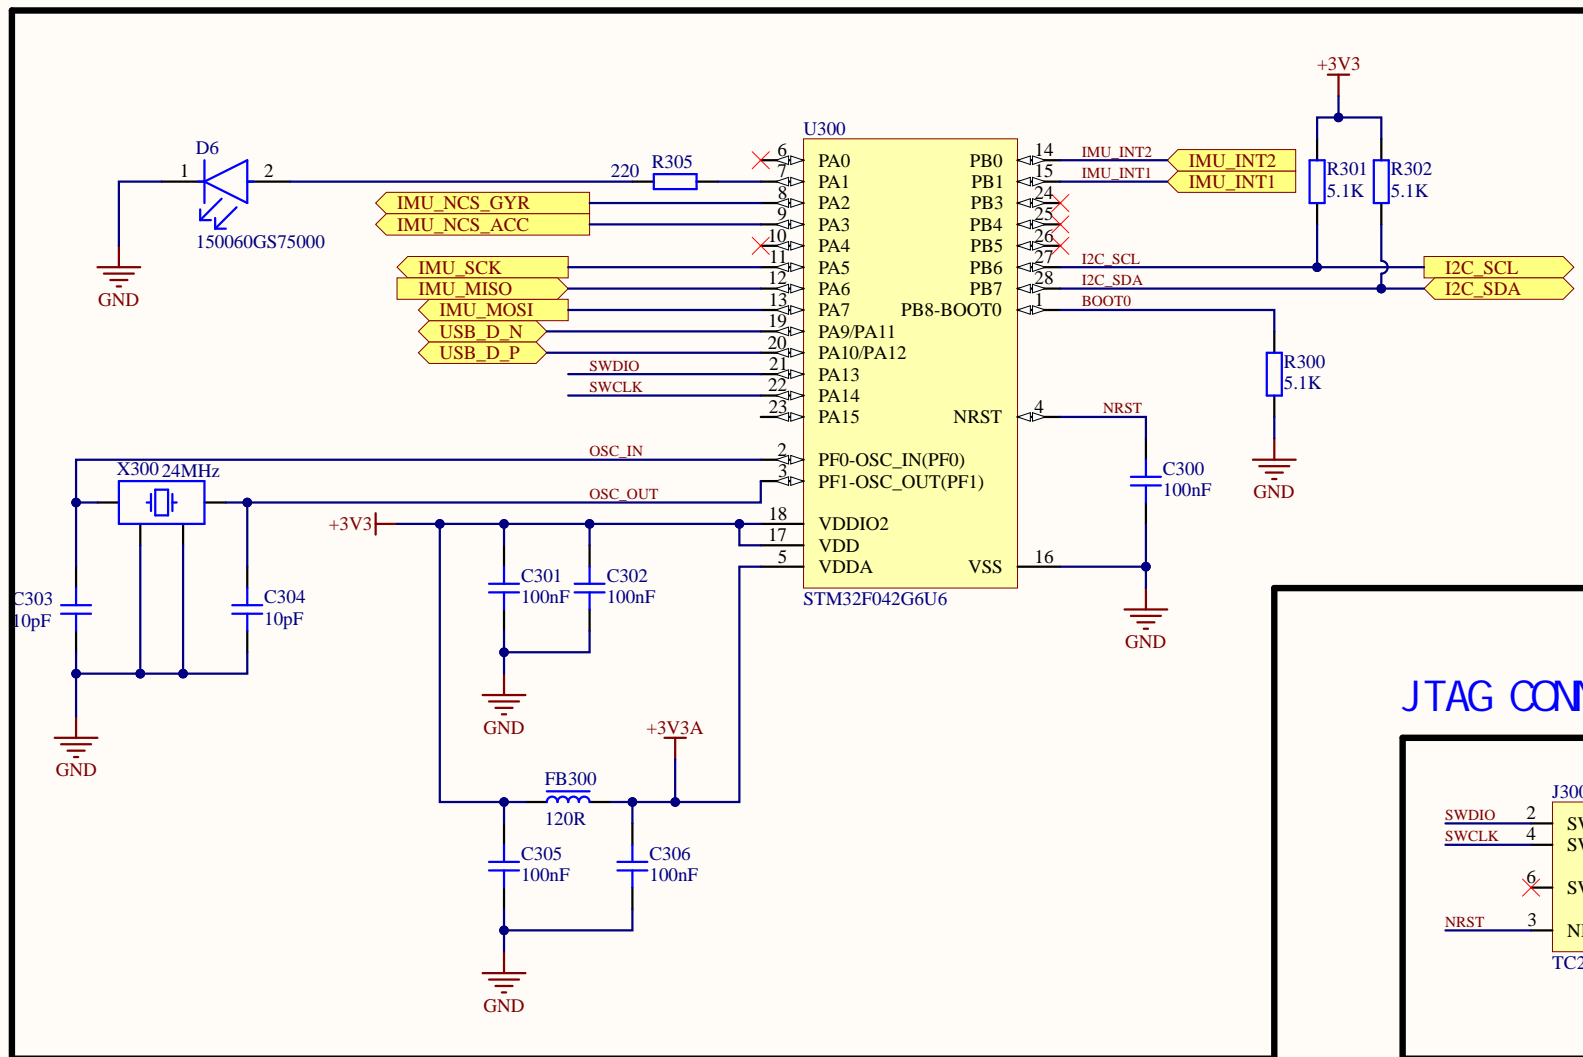 +3V3
U300
D6
1
2
150060GS75000
GND
220
R305
IMU_NCS_GYR
IMU_NCS_ACC
IMU_SCK
IMU_MISO
IMU_MOSI
USB_D_N
USB_D_P
SWDIO
SWCLK
6 PA0
7 PA1
8 PA2
9 PA3
10 PA4
11 PA5
12 PA6
13 PA7
19 PA9/PA11
20 PA10/PA12
21 PA13
22 PA14
23 PA15
2 PF0-OSC_IN(PF0)
3 PF1-OSC_OUT(PF1)
18 VDDIO2
17 VDD
5 VDDA
STM32F042G6U6
PB0 14 IMU_INT2 IMU_INT2
PB1 15 IMU_INT1 IMU_INT1
PB3 24
PB4 25
PB5 26
PB6 27 I2C_SCL I2C_SCL
PB7 28 I2C_SDA I2C_SDA
PB8-BOOT0 1 BOOT0
NRST 4 NRST
VSS 16
R301
5.1K
R302
5.1K
R300
5.1K
GND
C300
100nF
GND
OSC_IN
OSC_OUT
X300 24MHz
C303
10pF
C304
10pF
GND
+3V3
C301
100nF
C302
100nF
GND
+3V3A
FB300
120R
C305
100nF
C306
100nF
GND
JTAG CON
J300
SWDIO 2
SWCLK 4
6
NRST 3